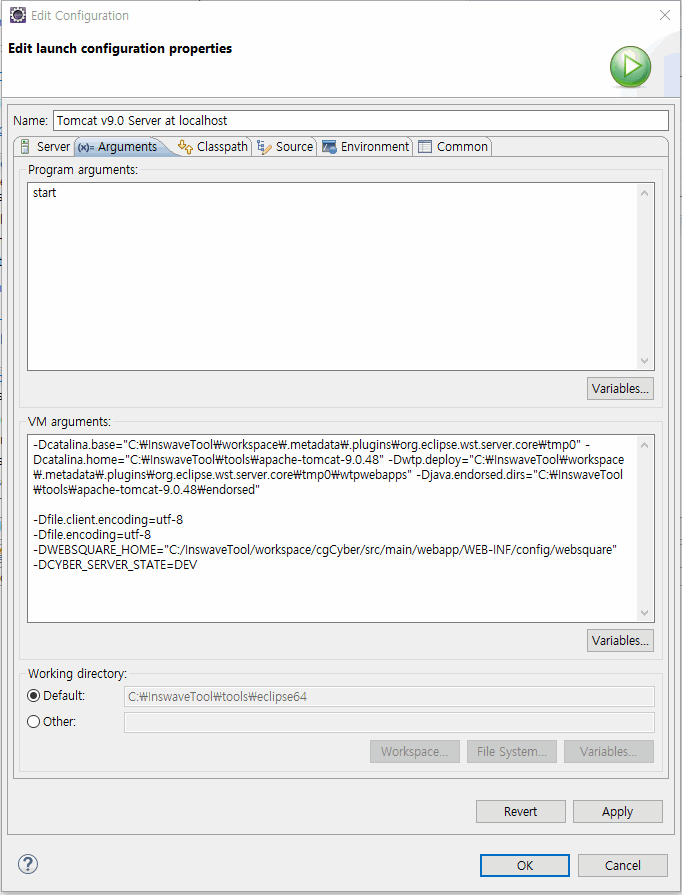 Edit Configuration
Edit launch configuration properties
Name: Tomcat v9.0 Server at localhost
Server (x)= Arguments Classpath Source Environment Common
Program arguments:
start
Variables...
VM arguments:
-Dcatalina.base="C:₩InswaveTool₩workspace₩.metadata₩.plugins₩org.eclipse.wst.server.core₩tmp0" -
Dcatalina.home="C:₩InswaveTool₩tools₩apache-tomcat-9.0.48" -Dwtp.deploy="C:₩InswaveTool₩workspace
₩.metadata₩.plugins₩org.eclipse.wst.server.core₩tmp0₩wtpwebapps" -Djava.endorsed.dirs="C:₩InswaveTool
₩tools₩apache-tomcat-9.0.48₩endorsed"
-Dfile.client.encoding=utf-8
-Dfile.encoding=utf-8
-DWEBSQUARE_HOME="C:/InswaveTool/workspace/cgCyber/src/main/webapp/WEB-INF/config/websquare"
-DCYBER_SERVER_STATE=DEV
Variables...
Working directory:
Default: C:₩InswaveTool₩tools₩eclipse64
Other:
Workspace... File System... Variables...
Revert Apply
? OK Cancel